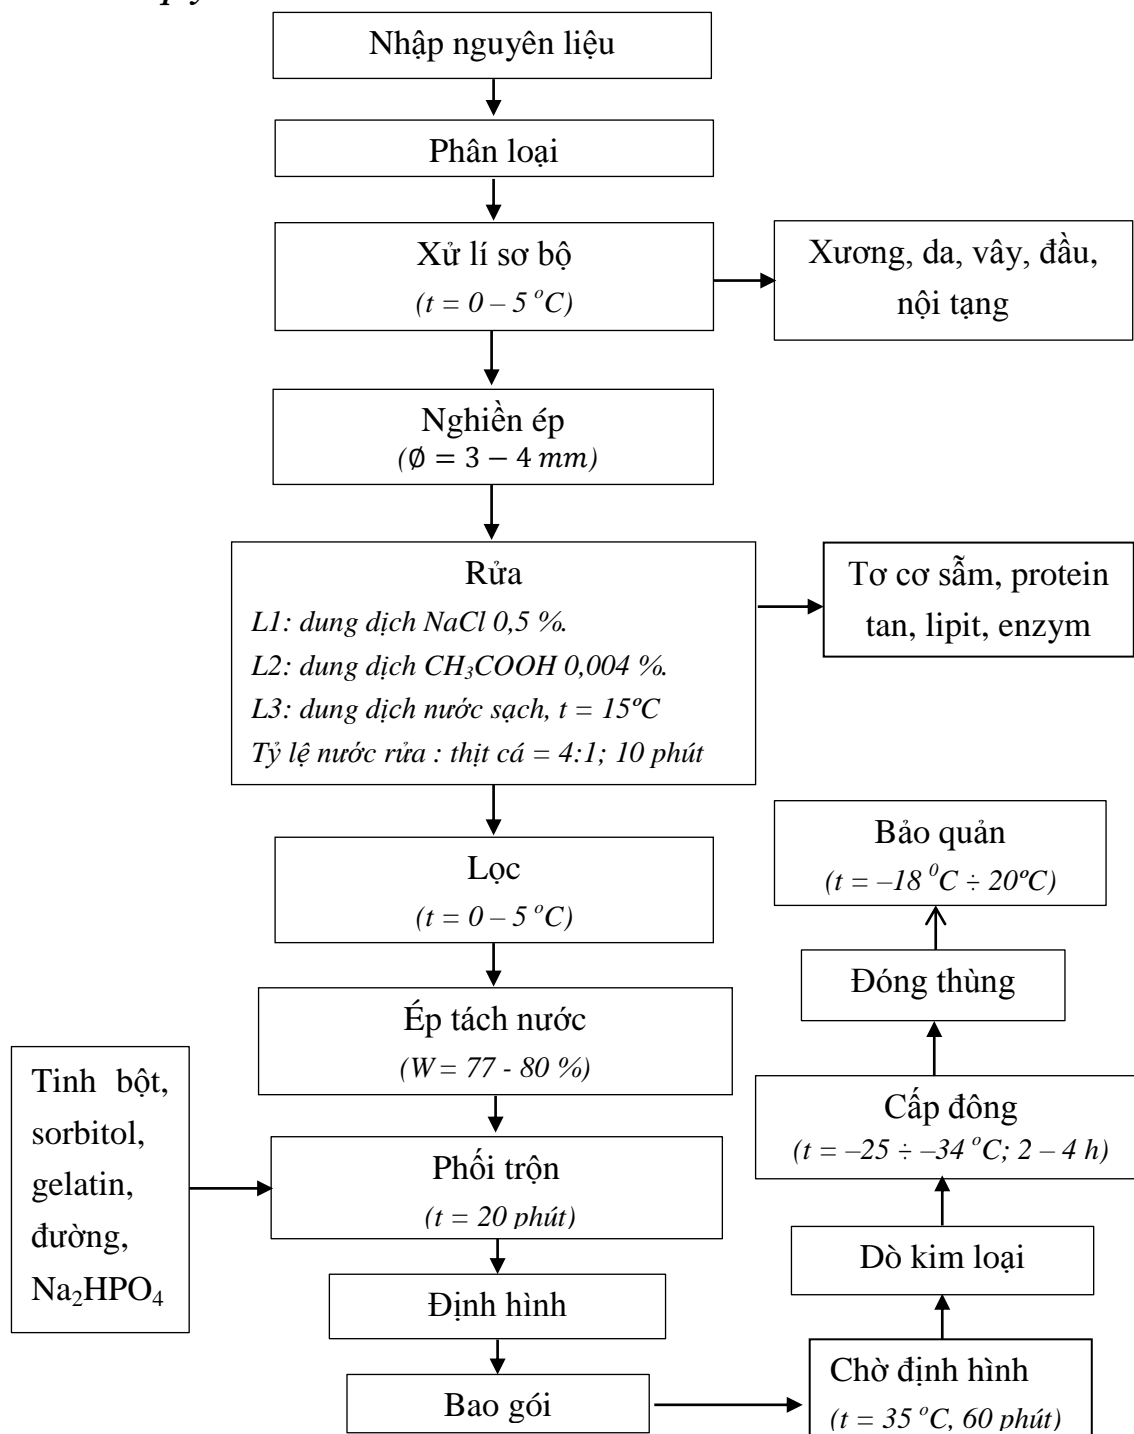 Nhập nguyên liệu
Phân loại
Xử lí sơ bộ
(t = 0 – 5 °C)
Xương, da, vây, đầu,
nội tạng
Nghiền ép
(∅ = 3 − 4 mm)
Rửa
L1: dung dịch NaCl 0,5 %.
L2: dung dịch CH₃COOH 0,004 %.
L3: dung dịch nước sạch, t = 15ºC
Tỷ lệ nước rửa : thịt cá = 4:1; 10 phút
Tơ cơ sẫm, protein
tan, lipit, enzym
Lọc
(t = 0 – 5 °C)
Ép tách nước
(W = 77 - 80 %)
Tinh bột,
sorbitol,
gelatin,
đường,
Na₂HPO₄
Phối trộn
(t = 20 phút)
Định hình
Bao gói
Chờ định hình
(t = 35 °C, 60 phút)
Dò kim loại
Cấp đông
(t = –25 ÷ –34 °C; 2 – 4 h)
Đóng thùng
Bảo quản
(t = –18 ⁰C ÷ 20ºC)